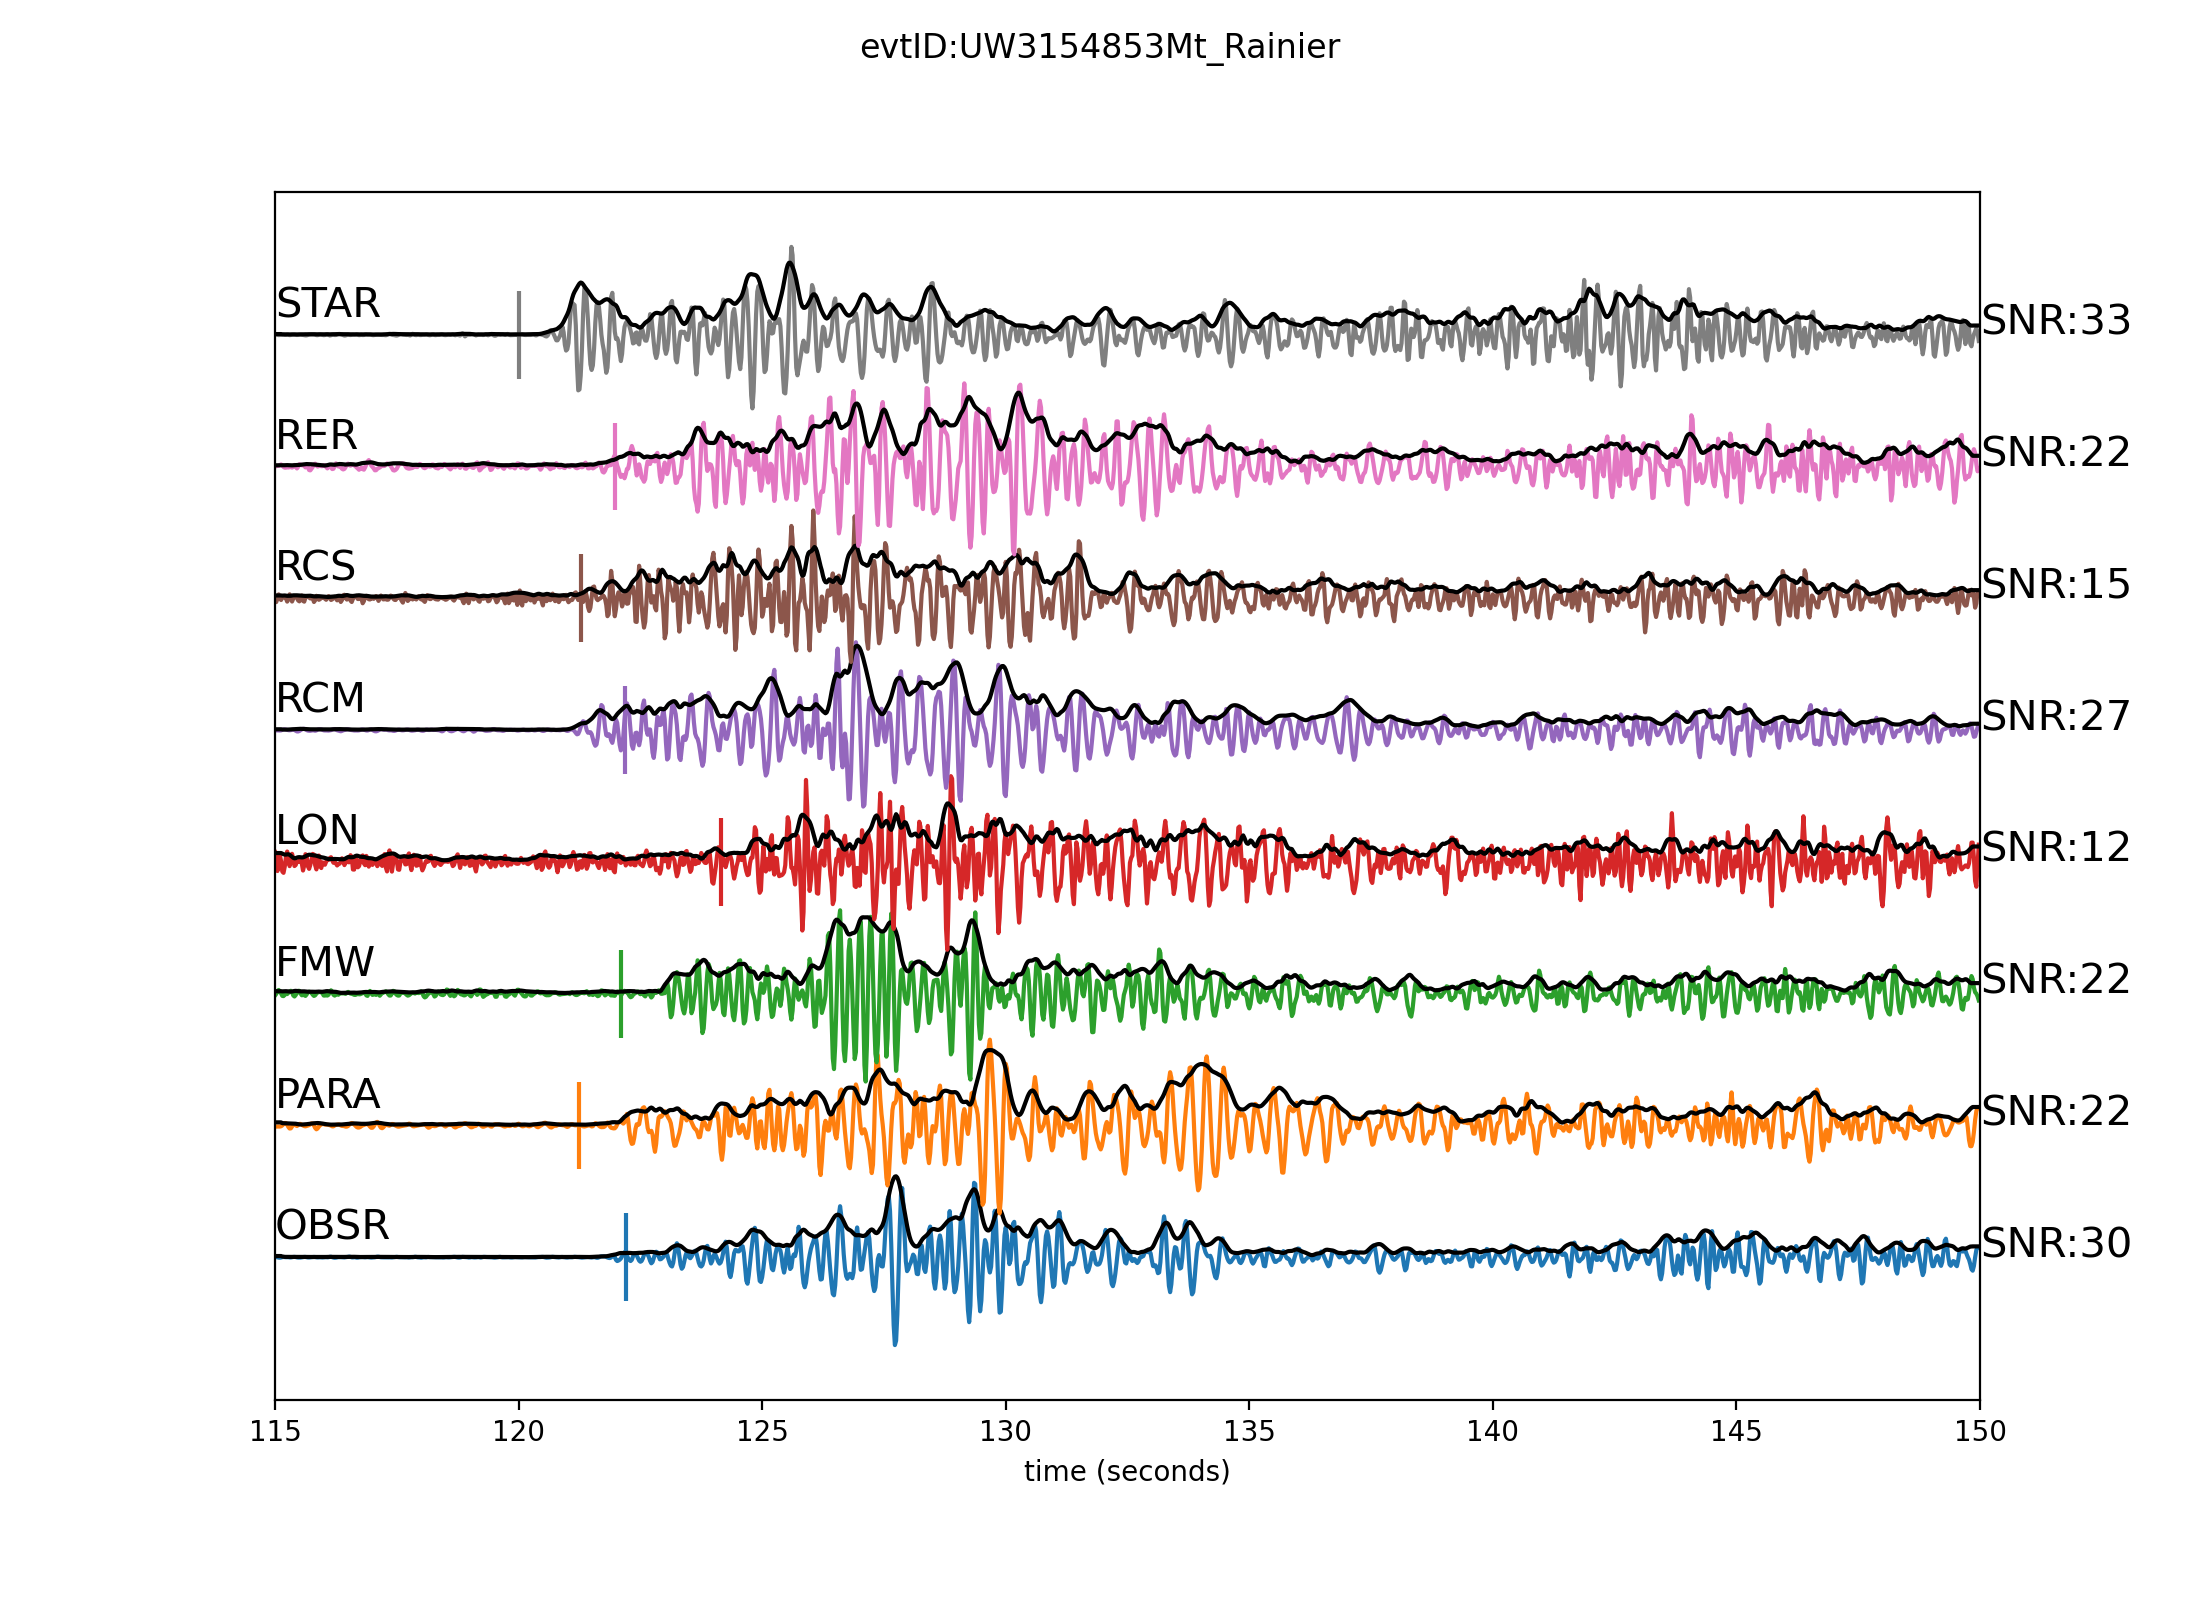 evtID:UW3154853Mt_Rainier
STAR SNR:33
RER SNR:22
RCS SNR:15
RCM SNR:27
LON SNR:12
FMW SNR:22
PARA SNR:22
OBSR SNR:30
115 120 125 130 135 140 145 150
time (seconds)